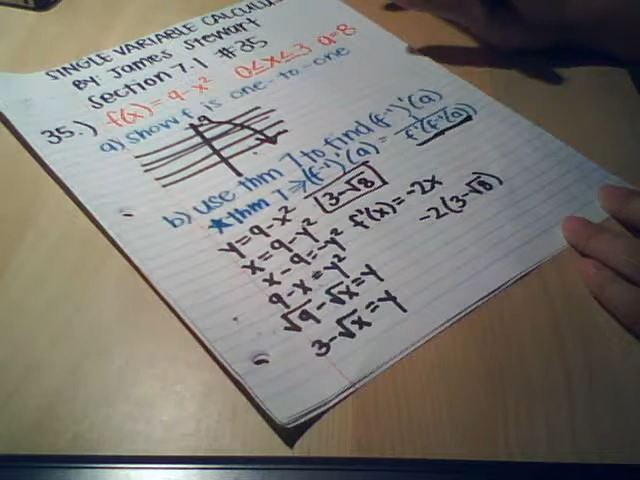 SINGLE VARIABLE CALCULUS
BY JAMES STEWART
Section 7.1 #35
35.) f(x) = 9 - x² 0≤x≤3 a=8
a) show f is one-to-one
9
b) use thm 7 to find (f⁻¹)'(a)
*thm 7 ⇒ (f⁻¹)'(a) = 1/f'(f⁻¹(a))
y = 9 - x² 3-√8
x = 9 - y² f'(x) = -2x
x - 9 = -y² -2(3-√8)
9 - x = y²
√9 - √x = y
3 - √x = y